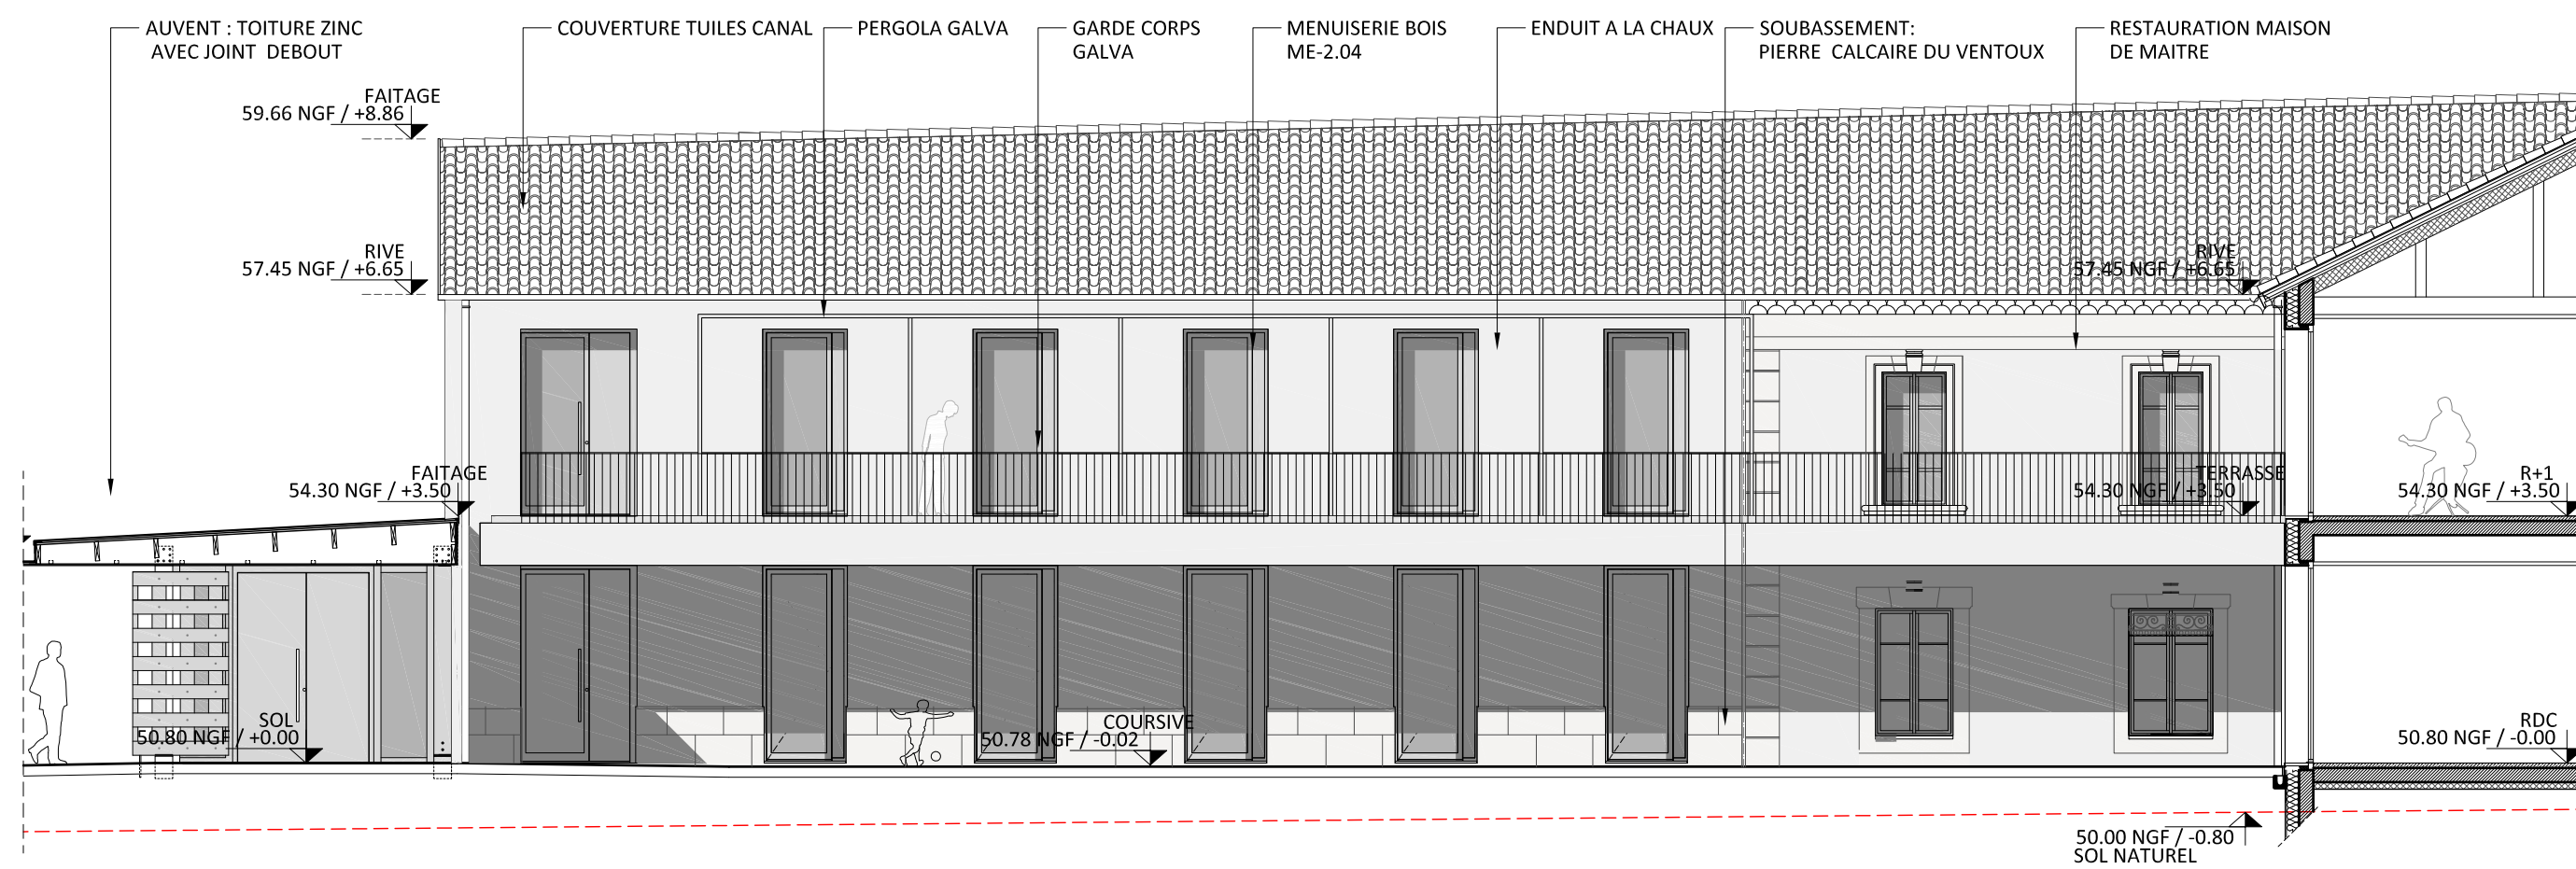 AUVENT : TOITURE ZINC
AVEC JOINT DEBOUT
COUVERTURE TUILES CANAL
PERGOLA GALVA
GARDE CORPS
GALVA
MENUISERIE BOIS
ME-2.04
ENDUIT A LA CHAUX
SOUBASSEMENT:
PIERRE CALCAIRE DU VENTOUX
RESTAURATION MAISON
DE MAITRE
FAITAGE
59.66 NGF / +8.86
RIVE
57.45 NGF / +6.65
RIVE
57.45 NGF / +6.65
FAITAGE
54.30 NGF / +3.50
TERRASSE
54.30 NGF / +3.50
R+1
54.30 NGF / +3.50
SOL
50.80 NGF / +0.00
COURSIVE
50.78 NGF / -0.02
RDC
50.80 NGF / -0.00
50.00 NGF / -0.80
SOL NATUREL